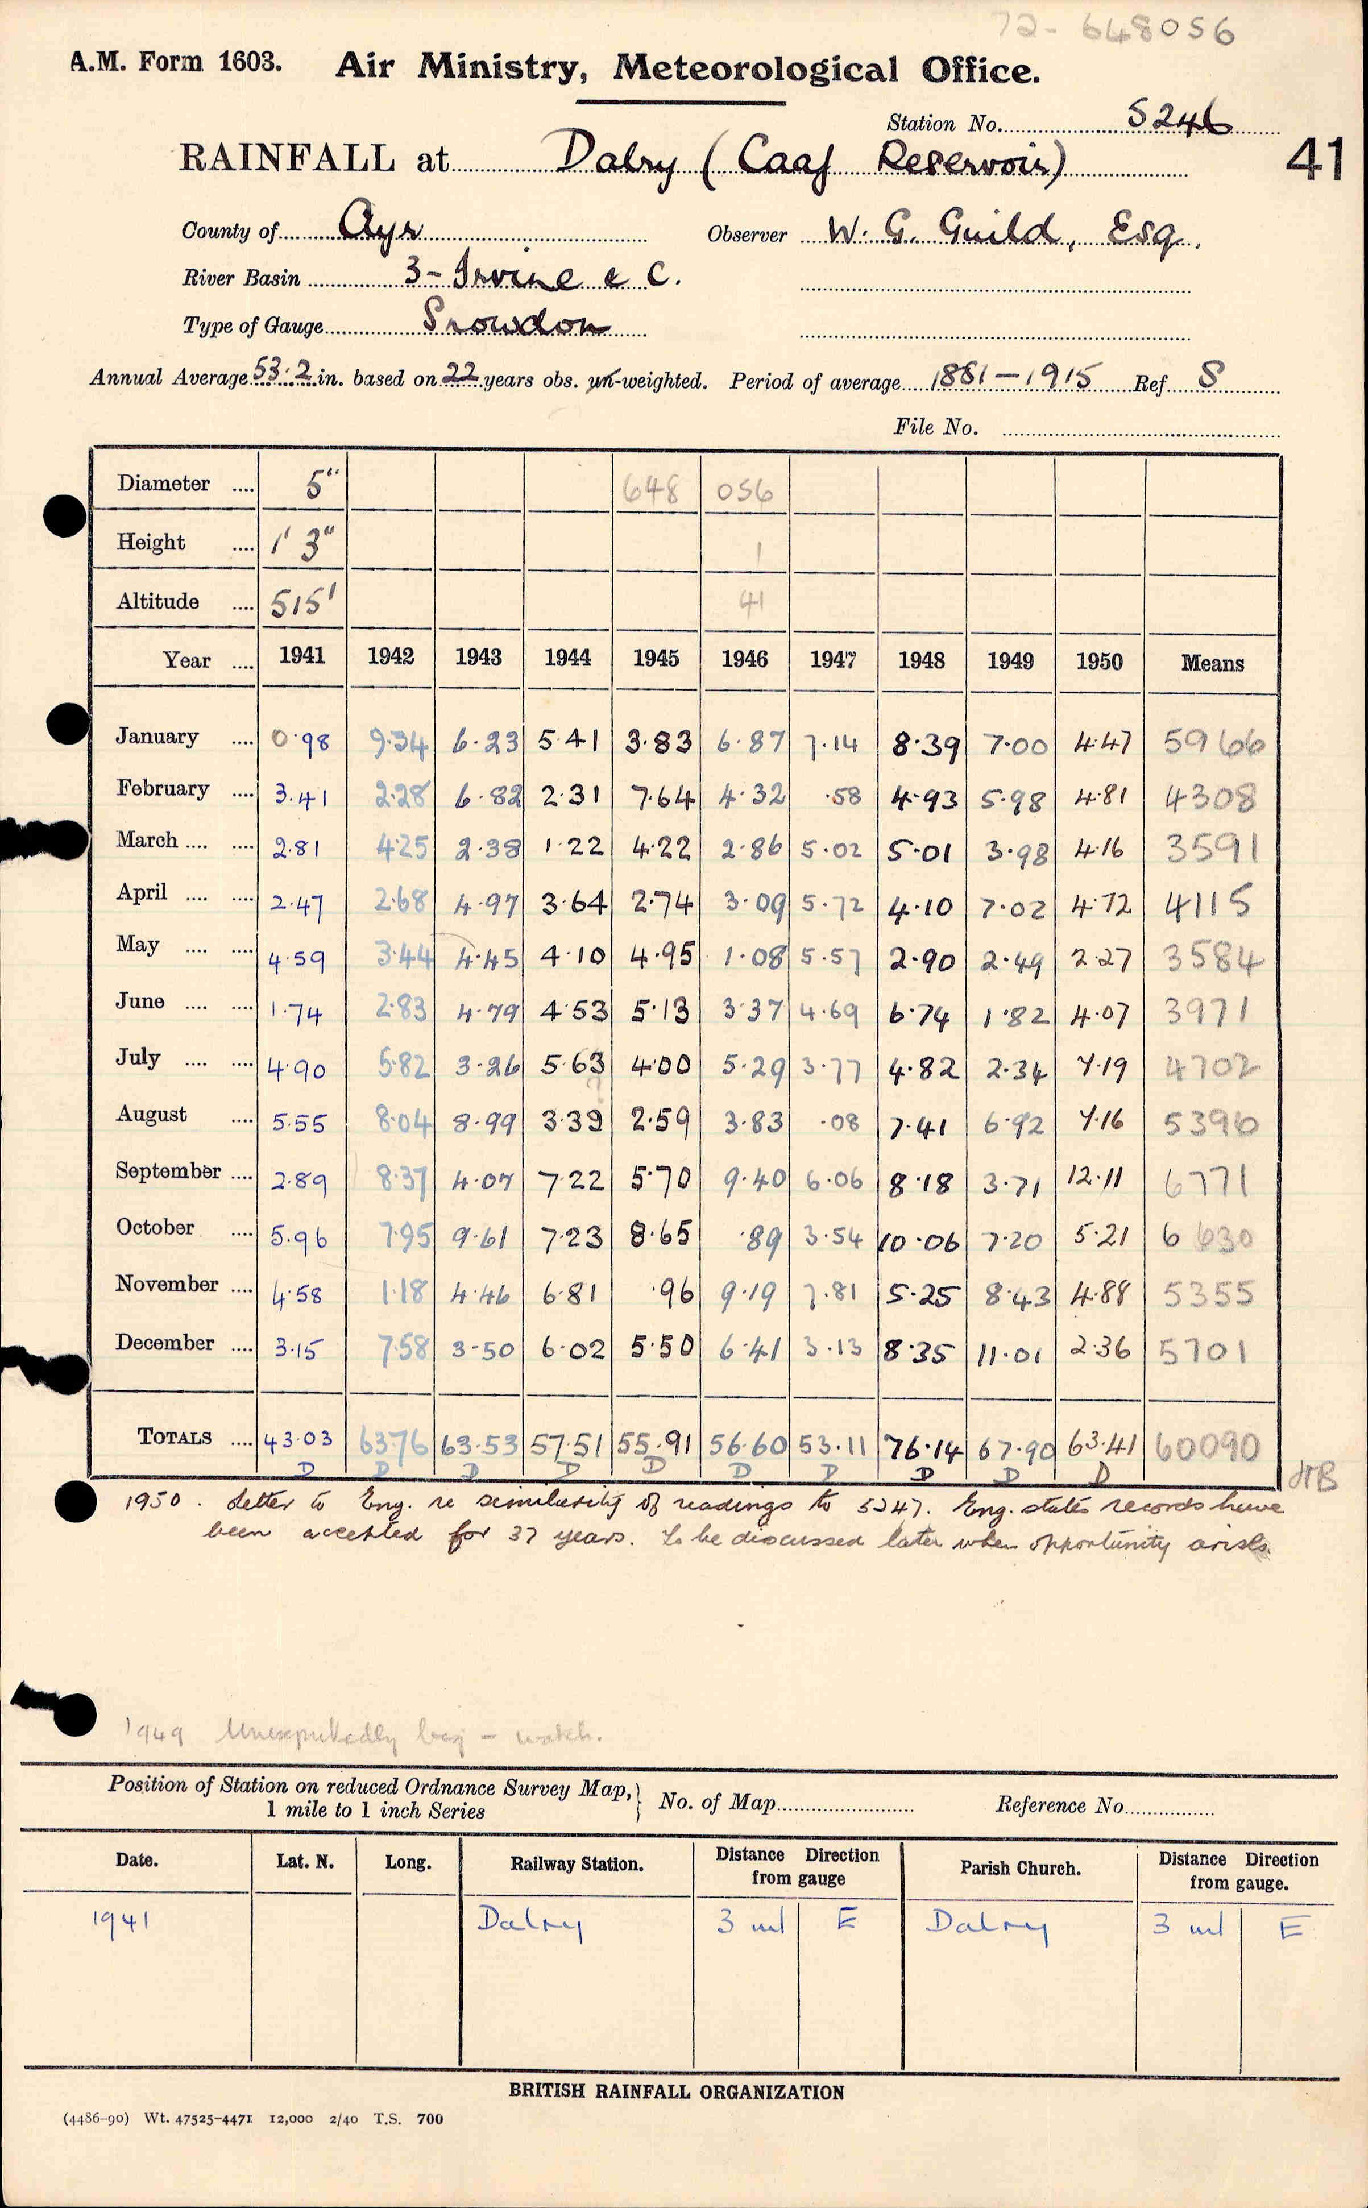 72-648056
A.M. Form 1603. Air Ministry, Meteorological Office.
Station No. 5246
RAINFALL at Dalry (Caaf Reservoir) 41
County of Ayr Observer W. G. Guild, Esq.
River Basin 3-Irvine & C.
Type of Gauge Snowdon
Annual Average 53.2 in. based on 22 years obs. un-weighted. Period of average 1881-1915 Ref S
File No.
Diameter .... 5" 648 056
Height .... 1' 3" 1
Altitude .... 515' 41
Year .... 1941 1942 1943 1944 1945 1946 1947 1948 1949 1950 Means
January .... 0.98 9.34 6.23 5.41 3.83 6.87 7.14 8.39 7.00 4.47 5966
February .... 3.41 2.28 6.82 2.31 7.64 4.32 .58 4.93 5.98 4.81 4308
March .... .... 2.81 4.25 2.38 1.22 4.22 2.86 5.02 5.01 3.98 4.16 3591
April .... .... 2.47 2.68 4.97 3.64 2.74 3.09 5.72 4.10 7.02 4.72 4115
May .... .... 4.59 3.44 4.45 4.10 4.95 1.08 5.57 2.90 2.49 2.27 3584
June .... .... 1.74 2.83 4.79 4.53 5.13 3.37 4.69 6.74 1.82 4.07 3971
July .... .... 4.90 5.82 3.26 5.63 4.00 5.29 3.77 4.82 2.34 7.19 4702
August .... 5.55 8.04 8.99 3.39 2.59 3.83 .08 7.41 6.92 7.16 5396
September .... 2.89 8.37 4.07 7.22 5.70 9.40 6.06 8.18 3.71 12.11 6771
October .... 5.96 7.95 9.61 7.23 8.65 .89 3.54 10.06 7.20 5.21 6630
November .... 4.58 1.18 4.46 6.81 .96 9.19 7.81 5.25 8.43 4.88 5355
December .... 3.15 7.58 3.50 6.02 5.50 6.41 3.13 8.35 11.01 2.36 5701
TOTALS .... 43.03 63.76 63.53 57.51 55.91 56.60 53.11 76.14 67.90 63.41 60090
D D D D D D D D D D HB
1950. Letter to Eng. re similarity of readings to 5247. Eng. states records have
been accepted for 37 years. To be discussed later when opportunity arises.
1949 Unexpectedly big - watch.
Position of Station on reduced Ordnance Survey Map, } No. of Map Reference No
1 mile to 1 inch Series
Date. Lat. N. Long. Railway Station. Distance Direction from gauge Parish Church. Distance Direction from gauge.
1941 Dalry 3 ml E Dalry 3 ml E
BRITISH RAINFALL ORGANIZATION
(4486-90) Wt. 47525-4471 12,000 2/40 T.S. 700